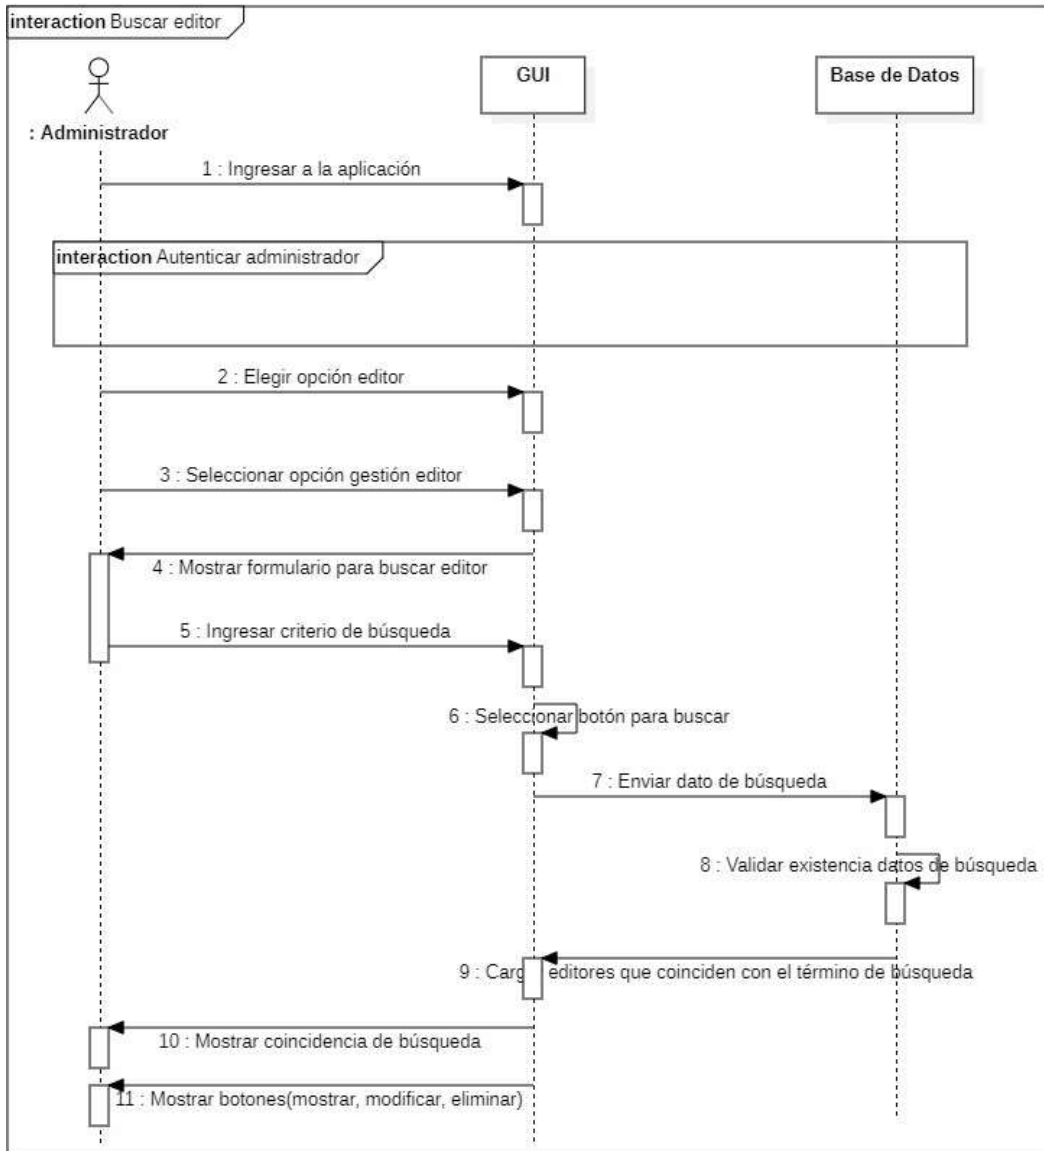 interaction Buscar editor
GUI
Base de Datos
: Administrador
1 : Ingresar a la aplicación
interaction Autenticar administrador
2 : Elegir opción editor
3 : Seleccionar opción gestión editor
4 : Mostrar formulario para buscar editor
5 : Ingresar criterio de búsqueda
6 : Seleccionar botón para buscar
7 : Enviar dato de búsqueda
8 : Validar existencia datos de búsqueda
9 : Carg editores que coinciden con el término de búsqueda
10 : Mostrar coincidencia de búsqueda
11 : Mostrar botones(mostrar, modificar, eliminar)